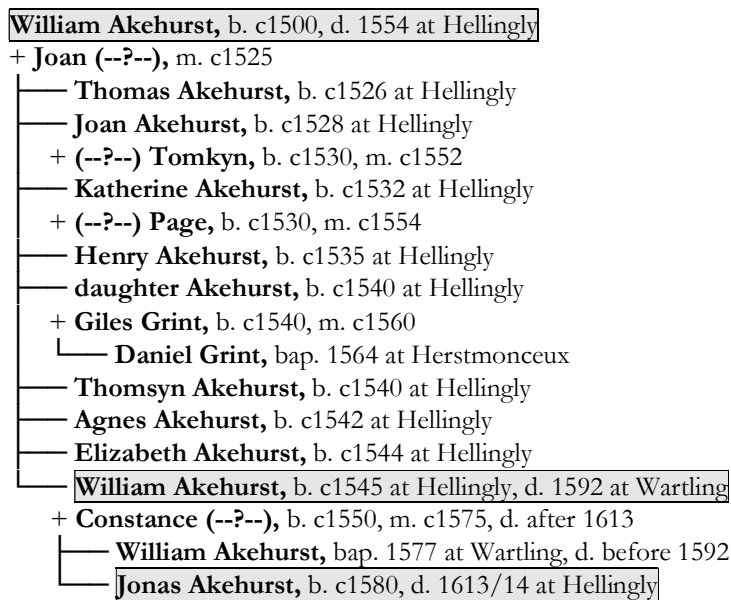 William Akehurst, b. c1500, d. 1554 at Hellingly
+ Joan (--?--), m. c1525
Thomas Akehurst, b. c1526 at Hellingly
Joan Akehurst, b. c1528 at Hellingly
+ (--?--) Tomkyn, b. c1530, m. c1552
Katherine Akehurst, b. c1532 at Hellingly
+ (--?--) Page, b. c1530, m. c1554
Henry Akehurst, b. c1535 at Hellingly
daughter Akehurst, b. c1540 at Hellingly
+ Giles Grint, b. c1540, m. c1560
Daniel Grint, bap. 1564 at Herstmonceux
Thomsyn Akehurst, b. c1540 at Hellingly
Agnes Akehurst, b. c1542 at Hellingly
Elizabeth Akehurst, b. c1544 at Hellingly
William Akehurst, b. c1545 at Hellingly, d. 1592 at Wartling
+ Constance (--?--), b. c1550, m. c1575, d. after 1613
William Akehurst, bap. 1577 at Wartling, d. before 1592
Jonas Akehurst, b. c1580, d. 1613/14 at Hellingly